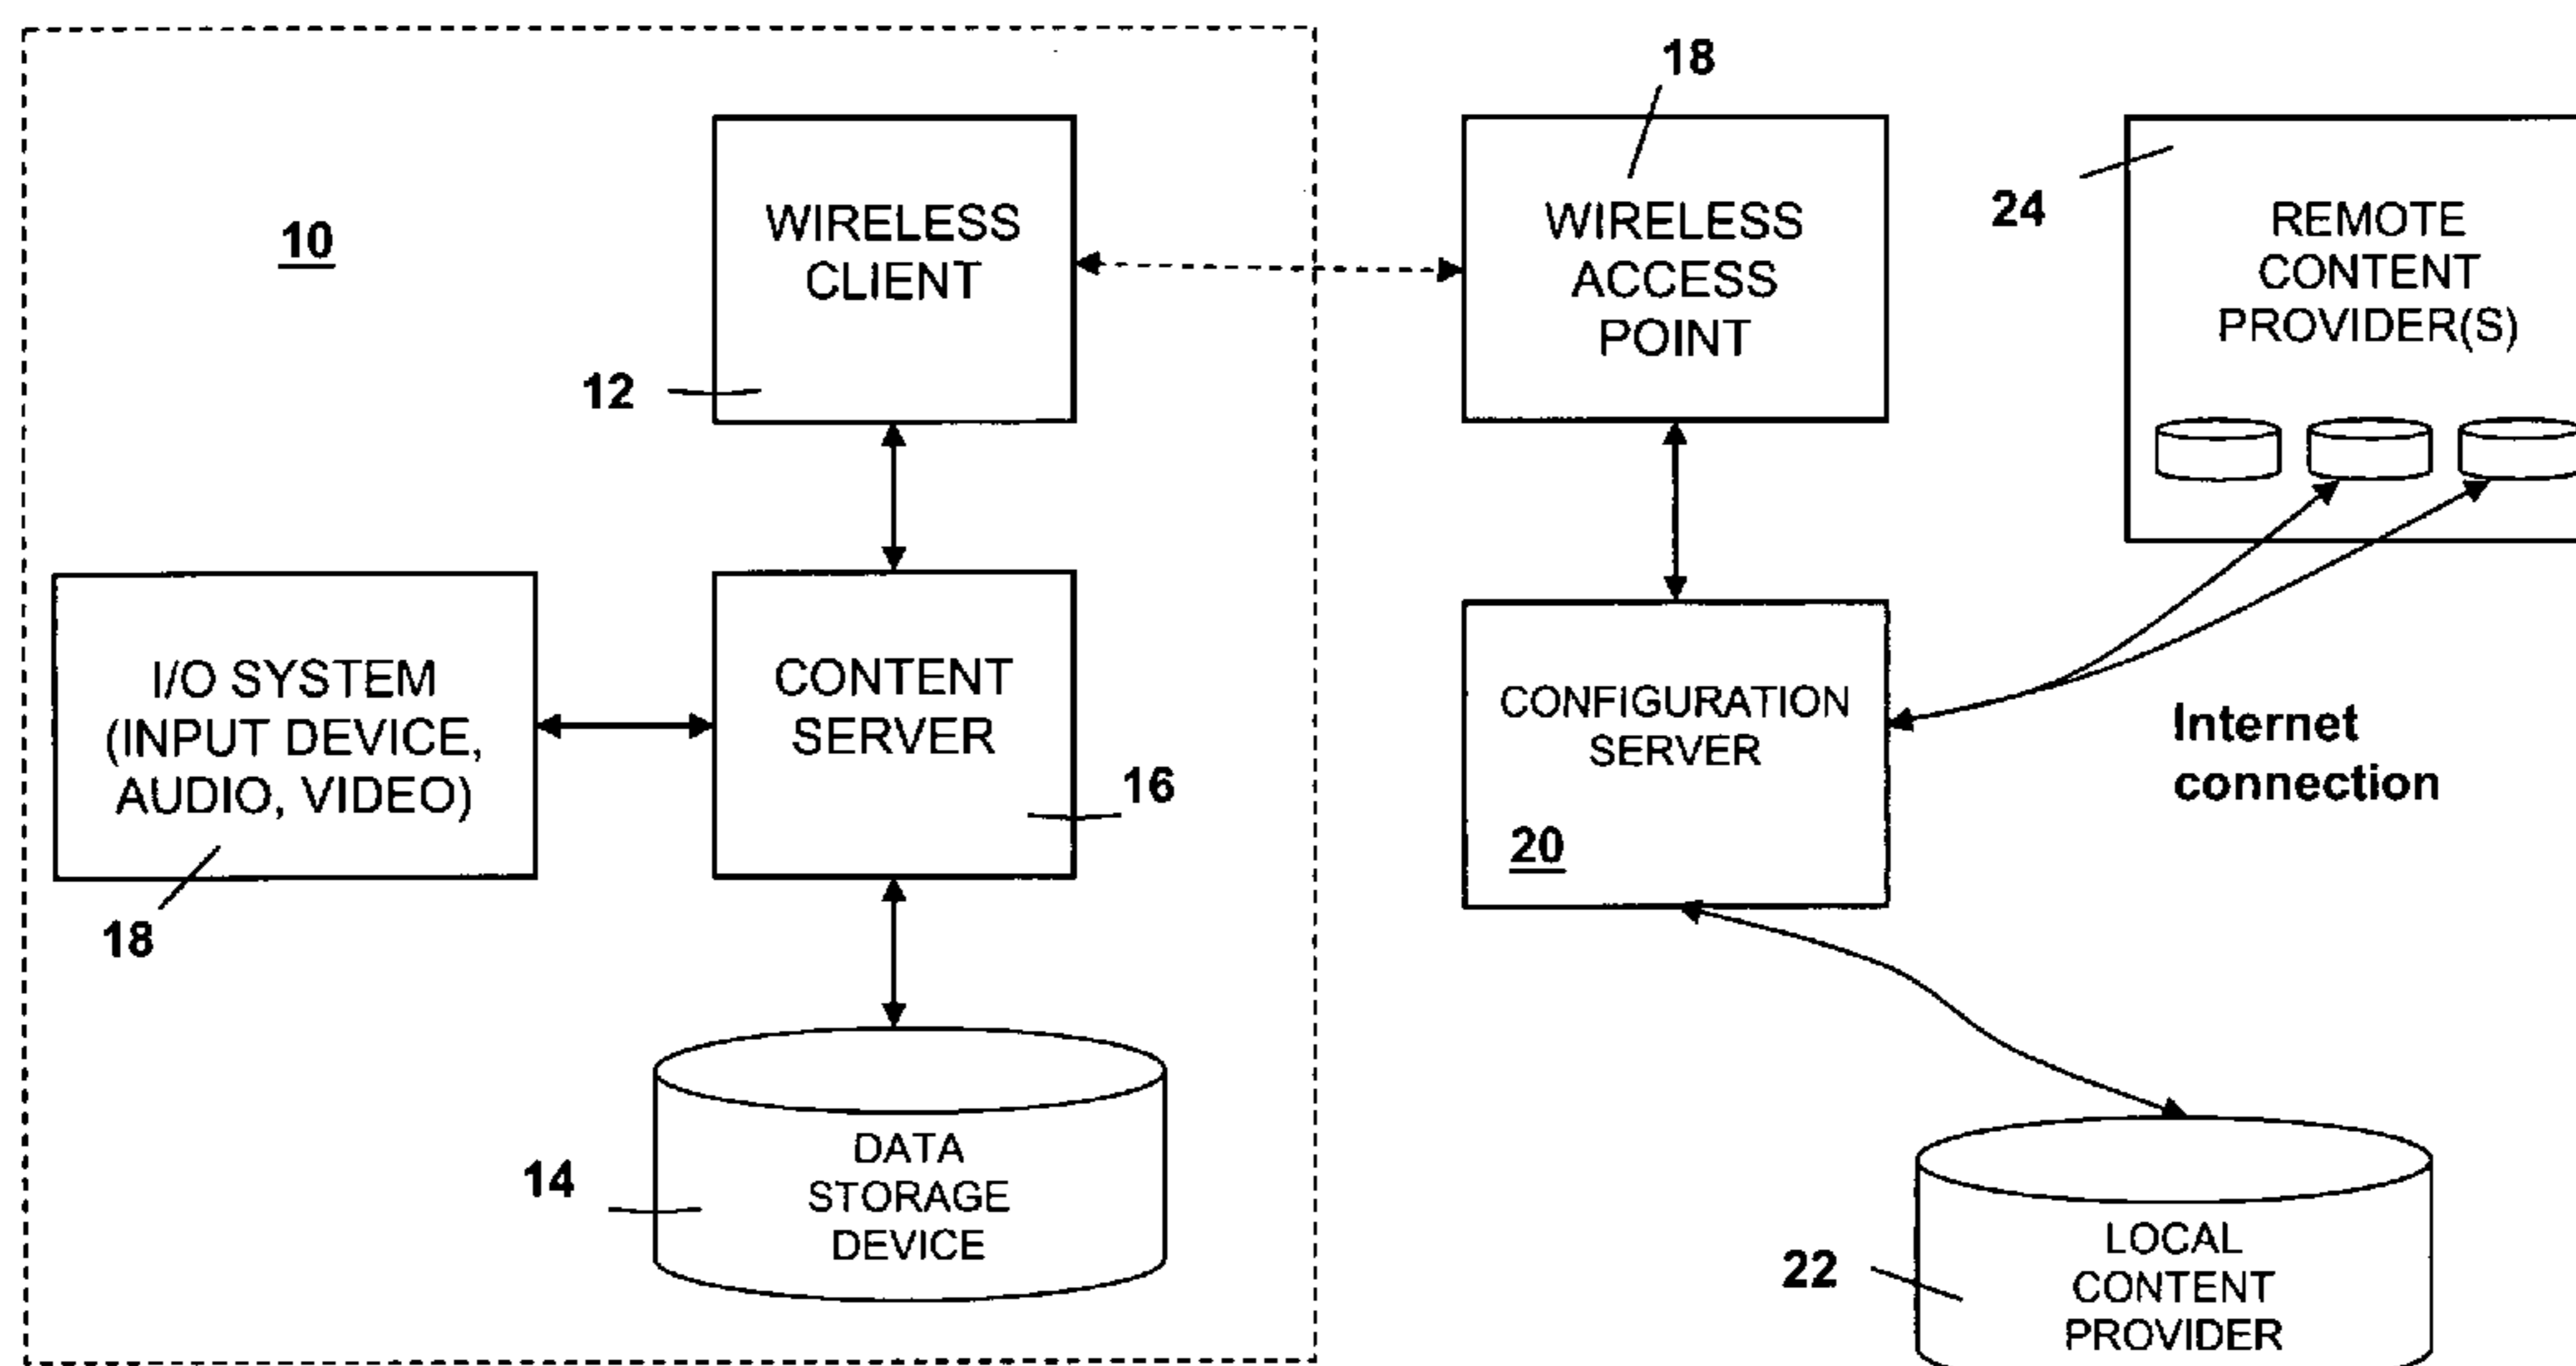 10
WIRELESS
CLIENT
12
18
WIRELESS
ACCESS
POINT
24
REMOTE
CONTENT
PROVIDER(S)
I/O SYSTEM
(INPUT DEVICE,
AUDIO, VIDEO)
18
CONTENT
SERVER
16
CONFIGURATION
SERVER
20
Internet
connection
14
DATA
STORAGE
DEVICE
22
LOCAL
CONTENT
PROVIDER